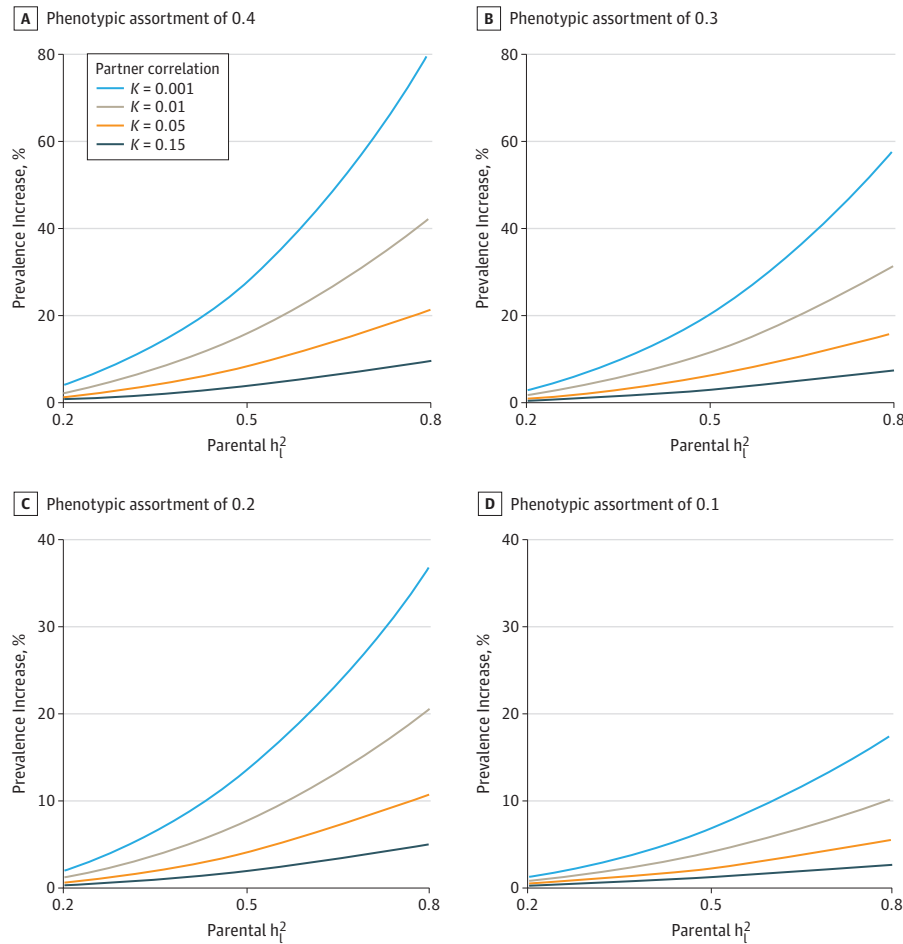 A Phenotypic assortment of 0.4
80
60
40
20
0
Prevalence Increase, %
Partner correlation
K = 0.001
K = 0.01
K = 0.05
K = 0.15
0.2 0.5 0.8
Parental h²l
B Phenotypic assortment of 0.3
80
60
40
20
0
Prevalence Increase, %
0.2 0.5 0.8
Parental h²l
C Phenotypic assortment of 0.2
40
30
20
10
0
Prevalence Increase, %
0.2 0.5 0.8
Parental h²l
D Phenotypic assortment of 0.1
40
30
20
10
0
Prevalence Increase, %
0.2 0.5 0.8
Parental h²l